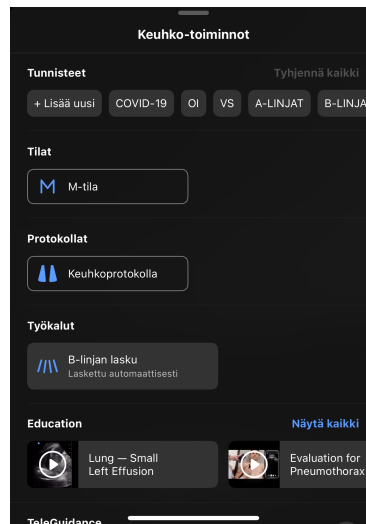 Keuhko-toiminnot
Tunnisteet Tyhjennä kaikki
+ Lisää uusi COVID-19 OI VS A-LINJAT B-LINJA
Tilat
M-tila
Protokollat
Keuhkoprotokolla
Työkalut
B-linjan lasku
Laskettu automaattisesti
Education Näytä kaikki
Lung — Small
Left Effusion
Evaluation for
Pneumothorax
TeleGuidance